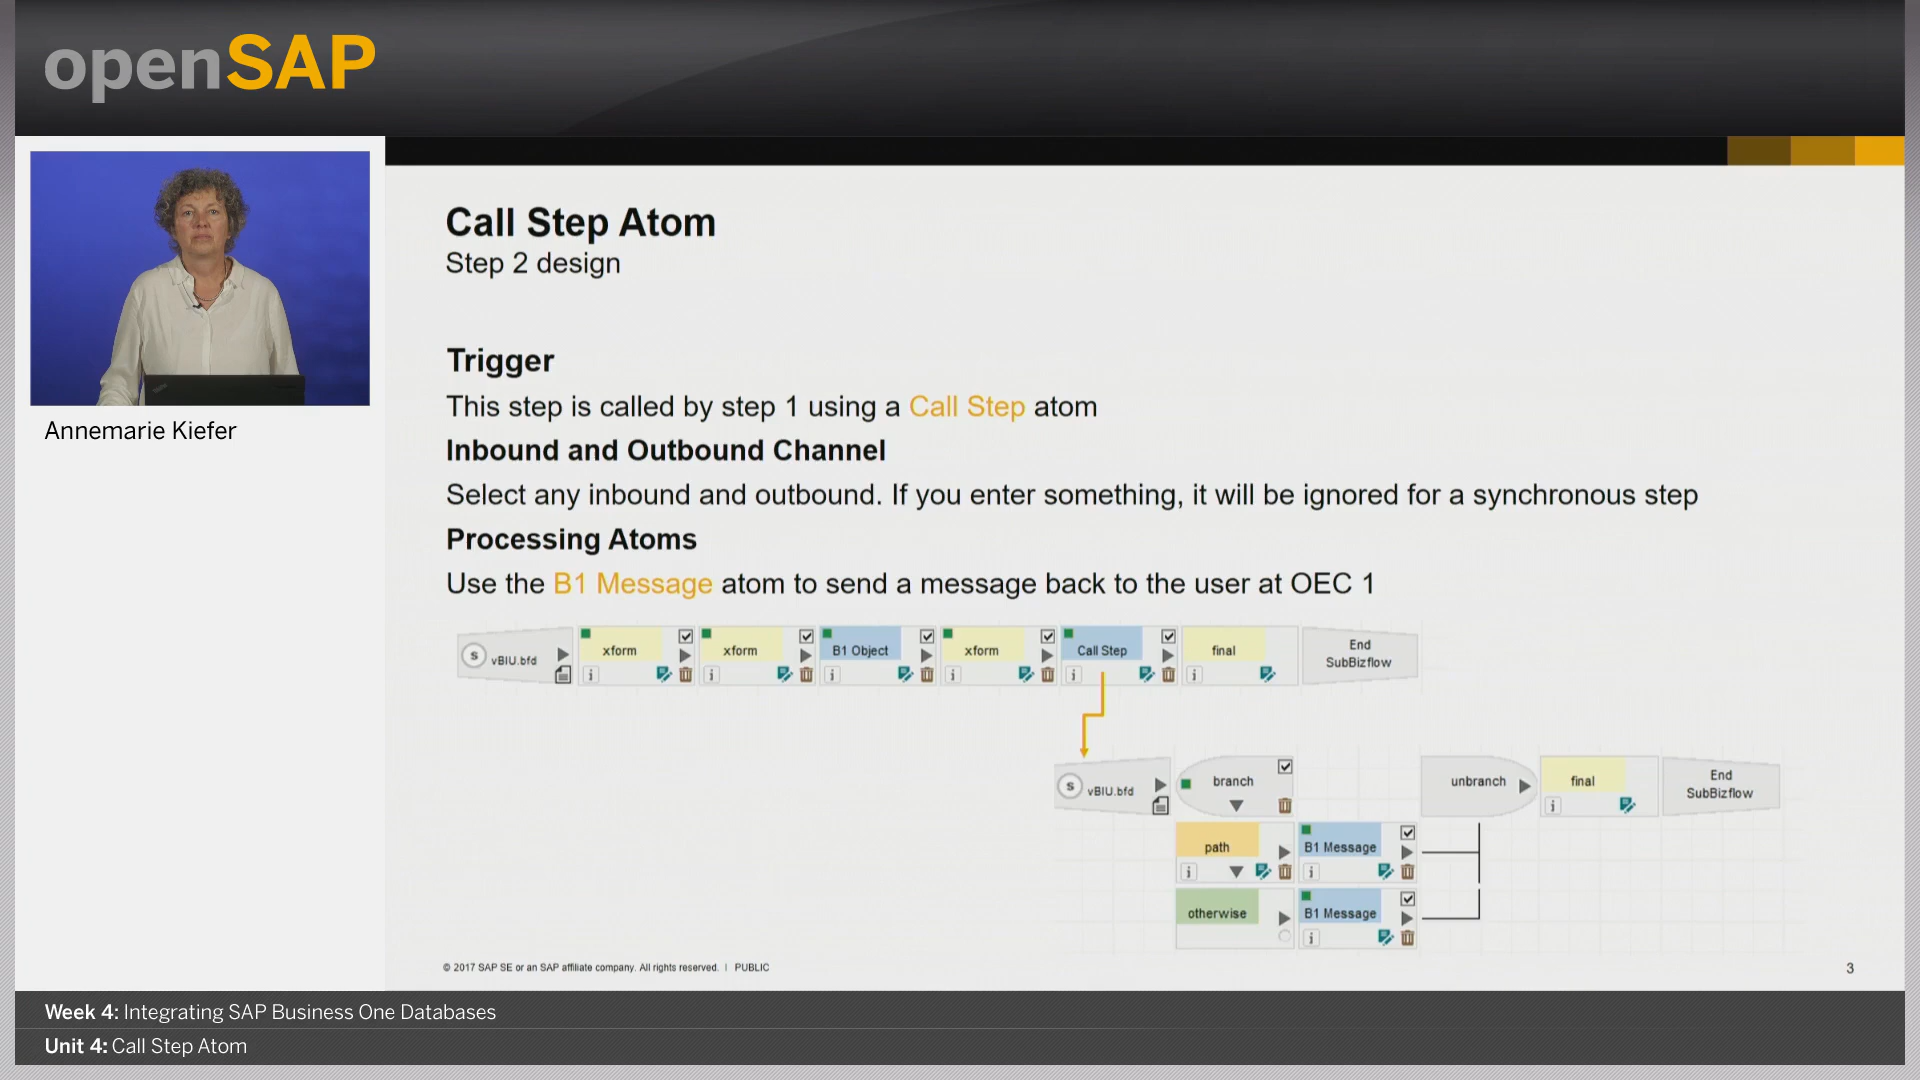 openSAP
Annemarie Kiefer
Call Step Atom
Step 2 design
Trigger
This step is called by step 1 using a Call Step atom
Inbound and Outbound Channel
Select any inbound and outbound. If you enter something, it will be ignored for a synchronous step
Processing Atoms
Use the B1 Message atom to send a message back to the user at OEC 1
S vBIU.bfd xform xform B1 Object xform Call Step final End SubBizflow
i i i i i i
S vBIU.bfd branch unbranch final End SubBizflow
i
path B1 Message
i i
otherwise B1 Message
i
© 2017 SAP SE or an SAP affiliate company. All rights reserved. | PUBLIC
3
Week 4: Integrating SAP Business One Databases
Unit 4: Call Step Atom